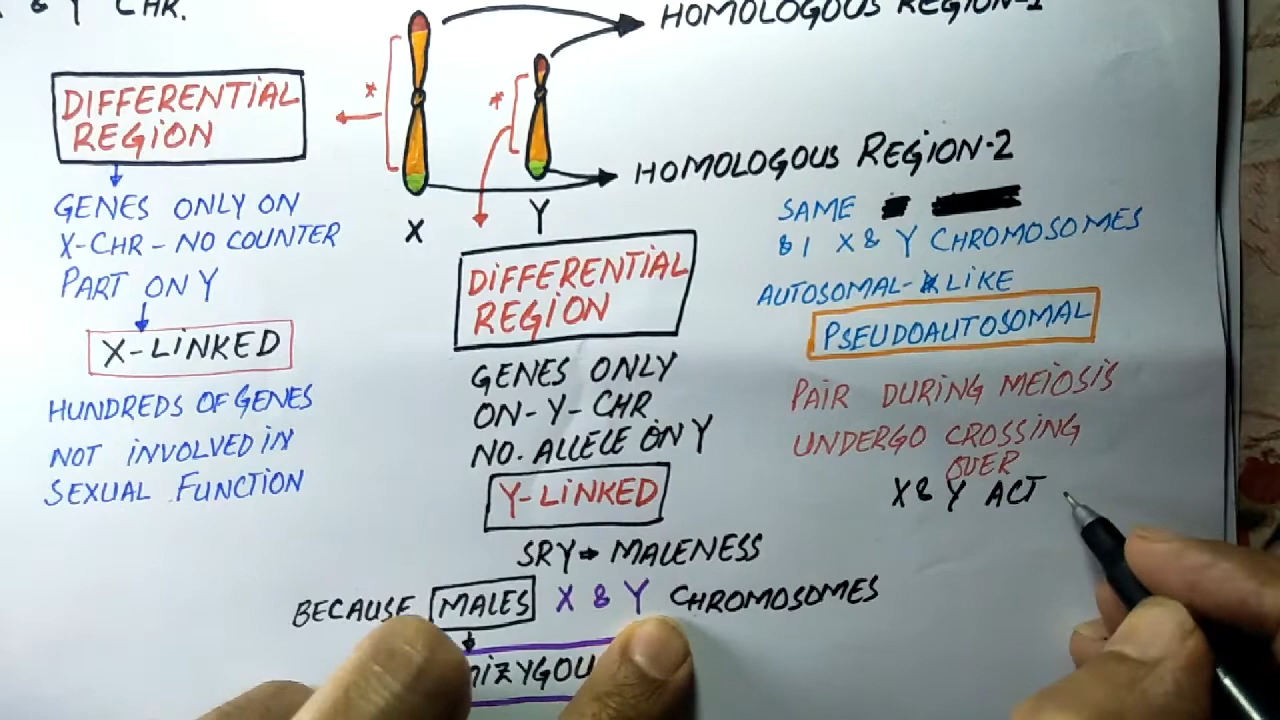 & Y CHR.
HOMOLOGOUS REGION-1
DIFFERENTIAL
REGION
*
*
HOMOLOGOUS REGION-2
X
Y
GENES ONLY ON
X-CHR - NO COUNTER
PART ON Y
X-LINKED
HUNDREDS OF GENES
NOT INVOLVED IN
SEXUAL FUNCTION
DIFFERENTIAL
REGION
GENES ONLY
ON-Y-CHR
NO. ALLELE ON Y
Y-LINKED
SRY → MALENESS
SAME
&1 X & Y CHROMOSOMES
AUTOSOMAL-LIKE
PSEUDOAUTOSOMAL
PAIR DURING MEIOSIS
UNDERGO CROSSING
OVER
X & Y ACT
BECAUSE MALES X & Y CHROMOSOMES